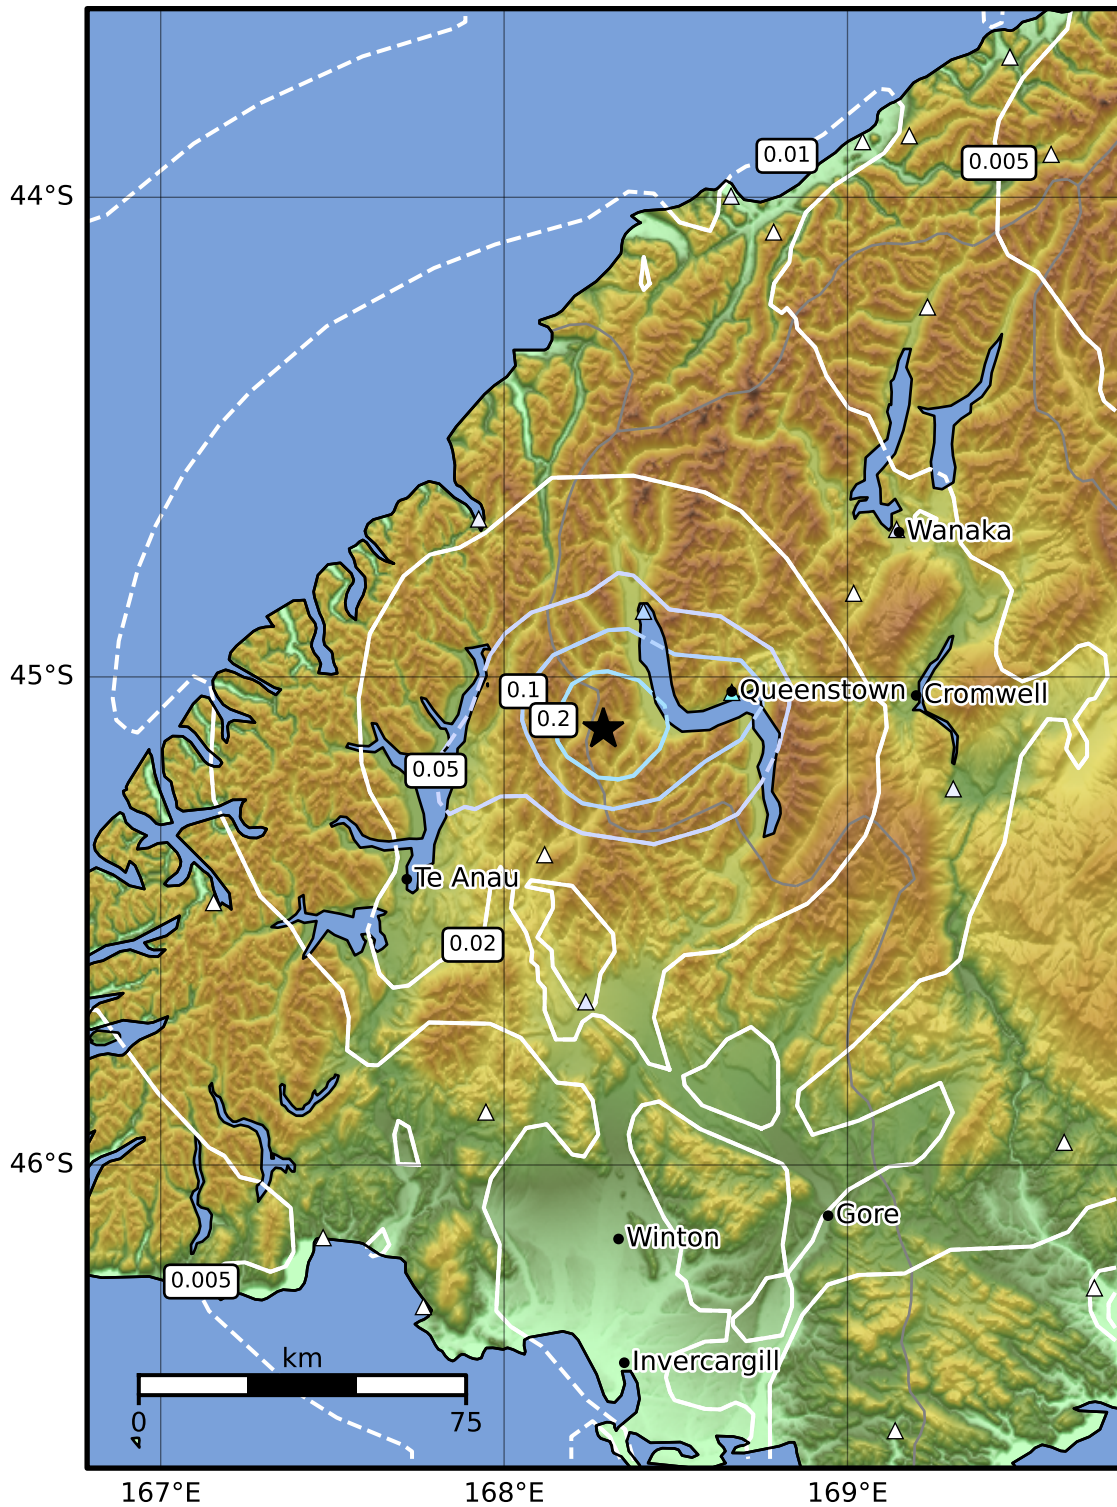 0.01
0.005
44°S
Wanaka
45°S
0.1
Queenstown
Cromwell
0.2
0.05
Te Anau
0.02
46°S
Gore
Winton
0.005
km
Invercargill
0
75
167°E
168°E
169°E